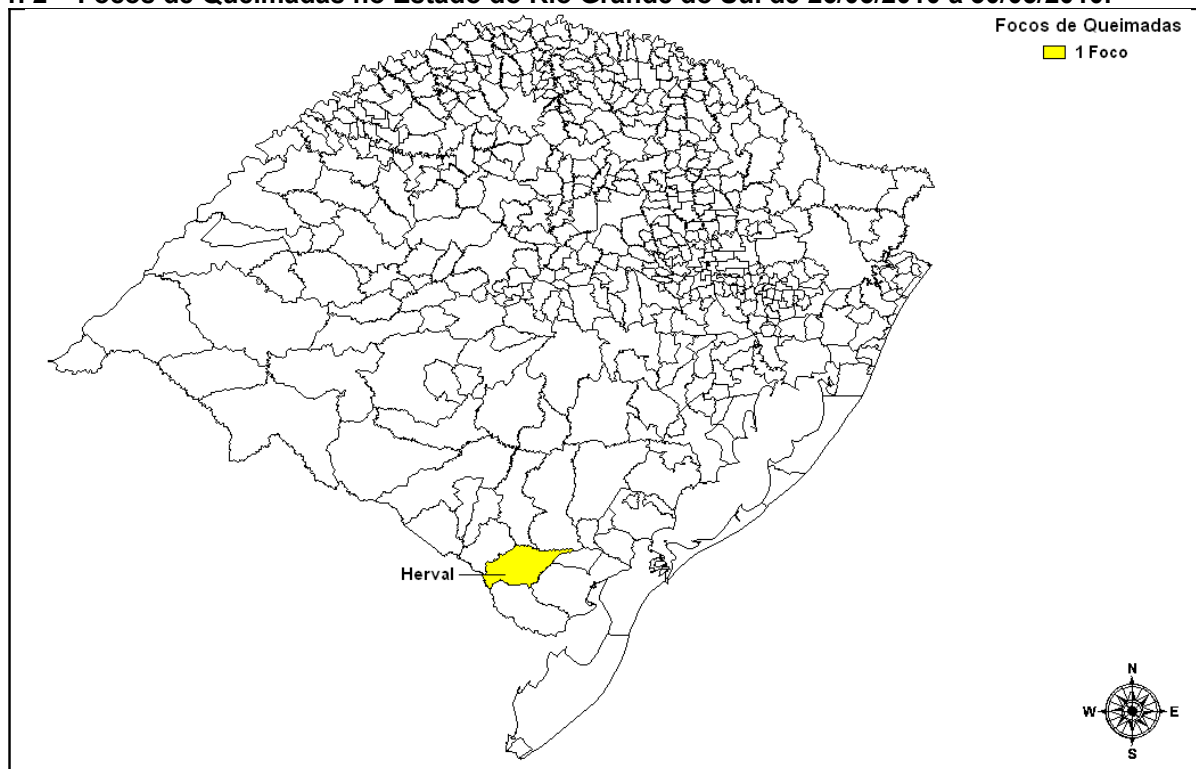 Focos de Queimadas no Estado do Rio Grande do Sul de
Focos de Queimadas
1 Foco
Herval
N
W E
S